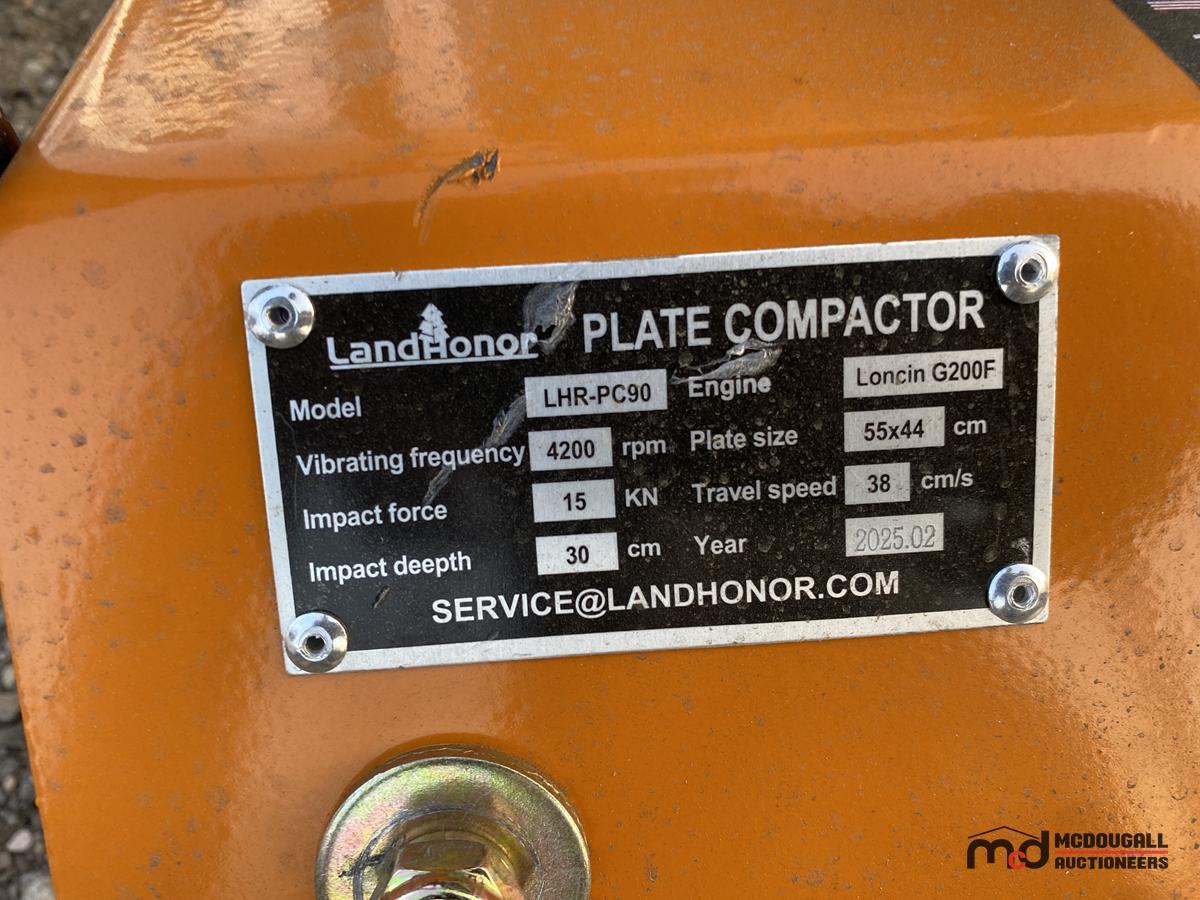 LandHonor PLATE COMPACTOR
Model LHR-PC90 Engine Loncin G200F
Vibrating frequency 4200 rpm Plate size 55x44 cm
Impact force 15 KN Travel speed 38 cm/s
Impact deepth 30 cm Year 2025.02
SERVICE@LANDHONOR.COM
mcd MCDOUGALL
AUCTIONEERS